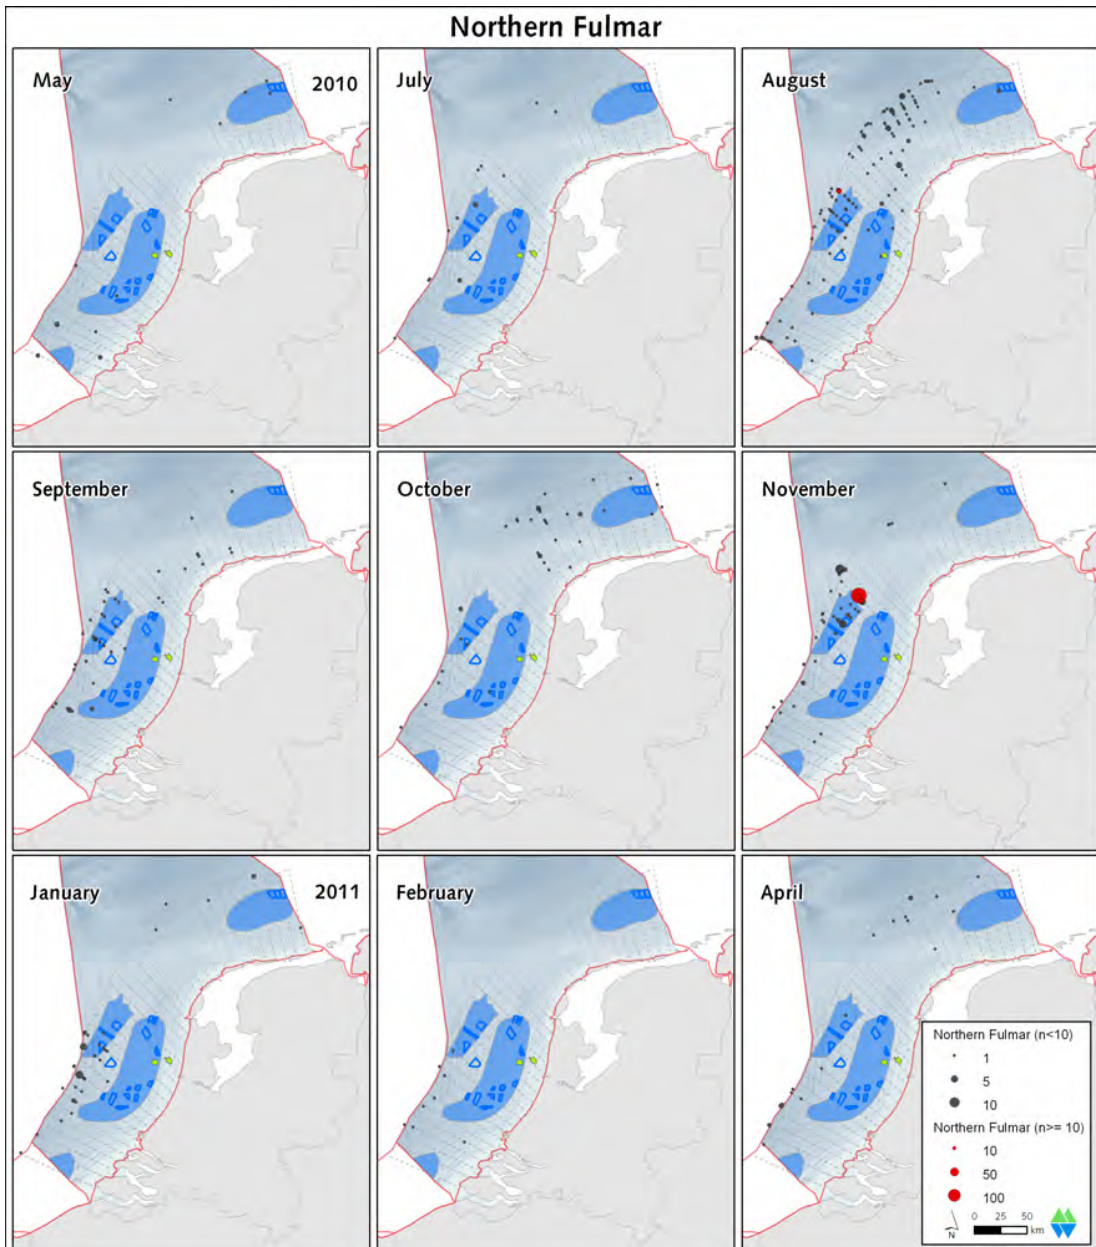 Northern Fulmar
May
2010
July
August
September
October
November
January
2011
February
April
Northern Fulmar (n<10)
1
5
10
Northern Fulmar (n>= 10)
10
50
100
N
0 25 50
km